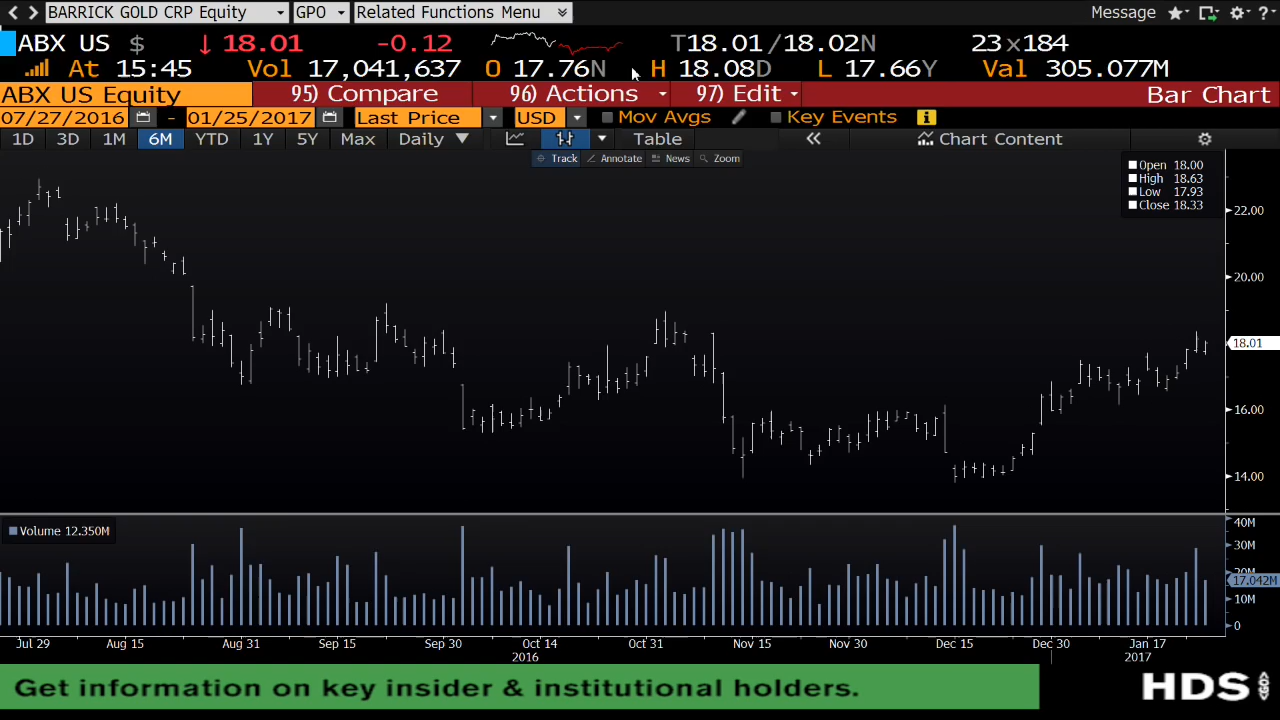 BARRICK GOLD CRP Equity GPO Related Functions Menu Message ?
ABX US $ ↓ 18.01 -0.12 T18.01/18.02N 23x184
At 15:45 Vol 17,041,637 O 17.76N H 18.08D L 17.66Y Val 305.077M
ABX US Equity 95) Compare 96) Actions 97) Edit Bar Chart
07/27/2016 - 01/25/2017 Last Price USD Mov Avgs Key Events i
1D 3D 1M 6M YTD 1Y 5Y Max Daily ▼ Table « Chart Content
Track Annotate News Zoom
Open 18.00
High 18.63
Low 17.93
Close 18.33
22.00
20.00
18.01
16.00
14.00
Volume 12.350M
40M
30M
20M
17.042M
10M
0
Jul 29 Aug 15 Aug 31 Sep 15 Sep 30 Oct 14 Oct 31 Nov 15 Nov 30 Dec 15 Dec 30 Jan 17
2016 2017
Get information on key insider & institutional holders.
HDS GO